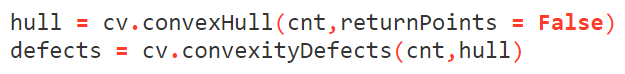 hull = cv.convexHull(cnt,returnPoints = False)
defects = cv.convexityDefects(cnt,hull)